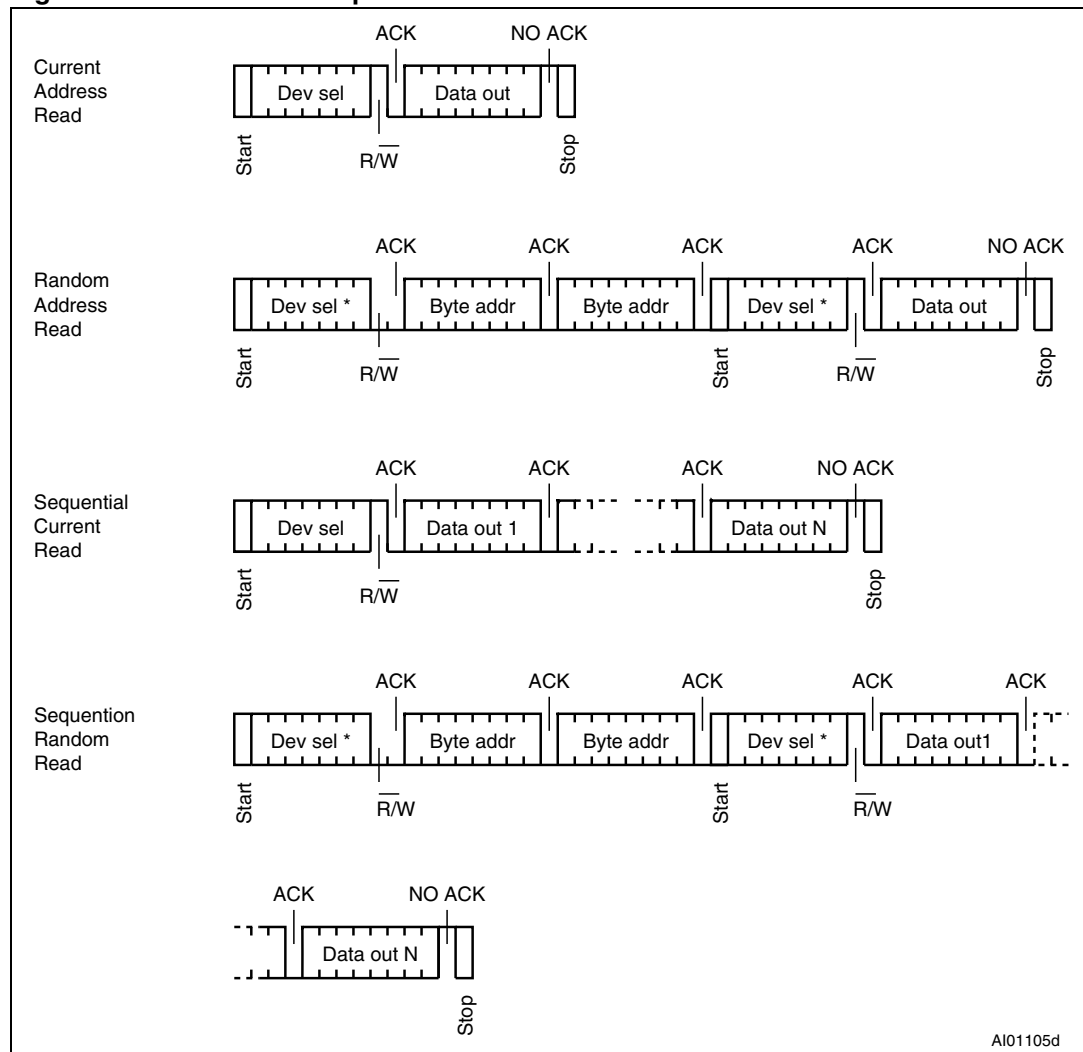 ACK NO ACK
Current
Address
Read
Dev sel Data out
Start R/W̅ Stop
ACK ACK ACK ACK NO ACK
Random
Address
Read
Dev sel * Byte addr Byte addr Dev sel * Data out
Start R/W̅ Start R/W̅ Stop
ACK ACK ACK NO ACK
Sequential
Current
Read
Dev sel Data out 1 Data out N
Start R/W̅ Stop
ACK ACK ACK ACK ACK
Sequention
Random
Read
Dev sel * Byte addr Byte addr Dev sel * Data out1
Start R̅/W Start R̅/W
ACK NO ACK
Data out N
Stop
AI01105d